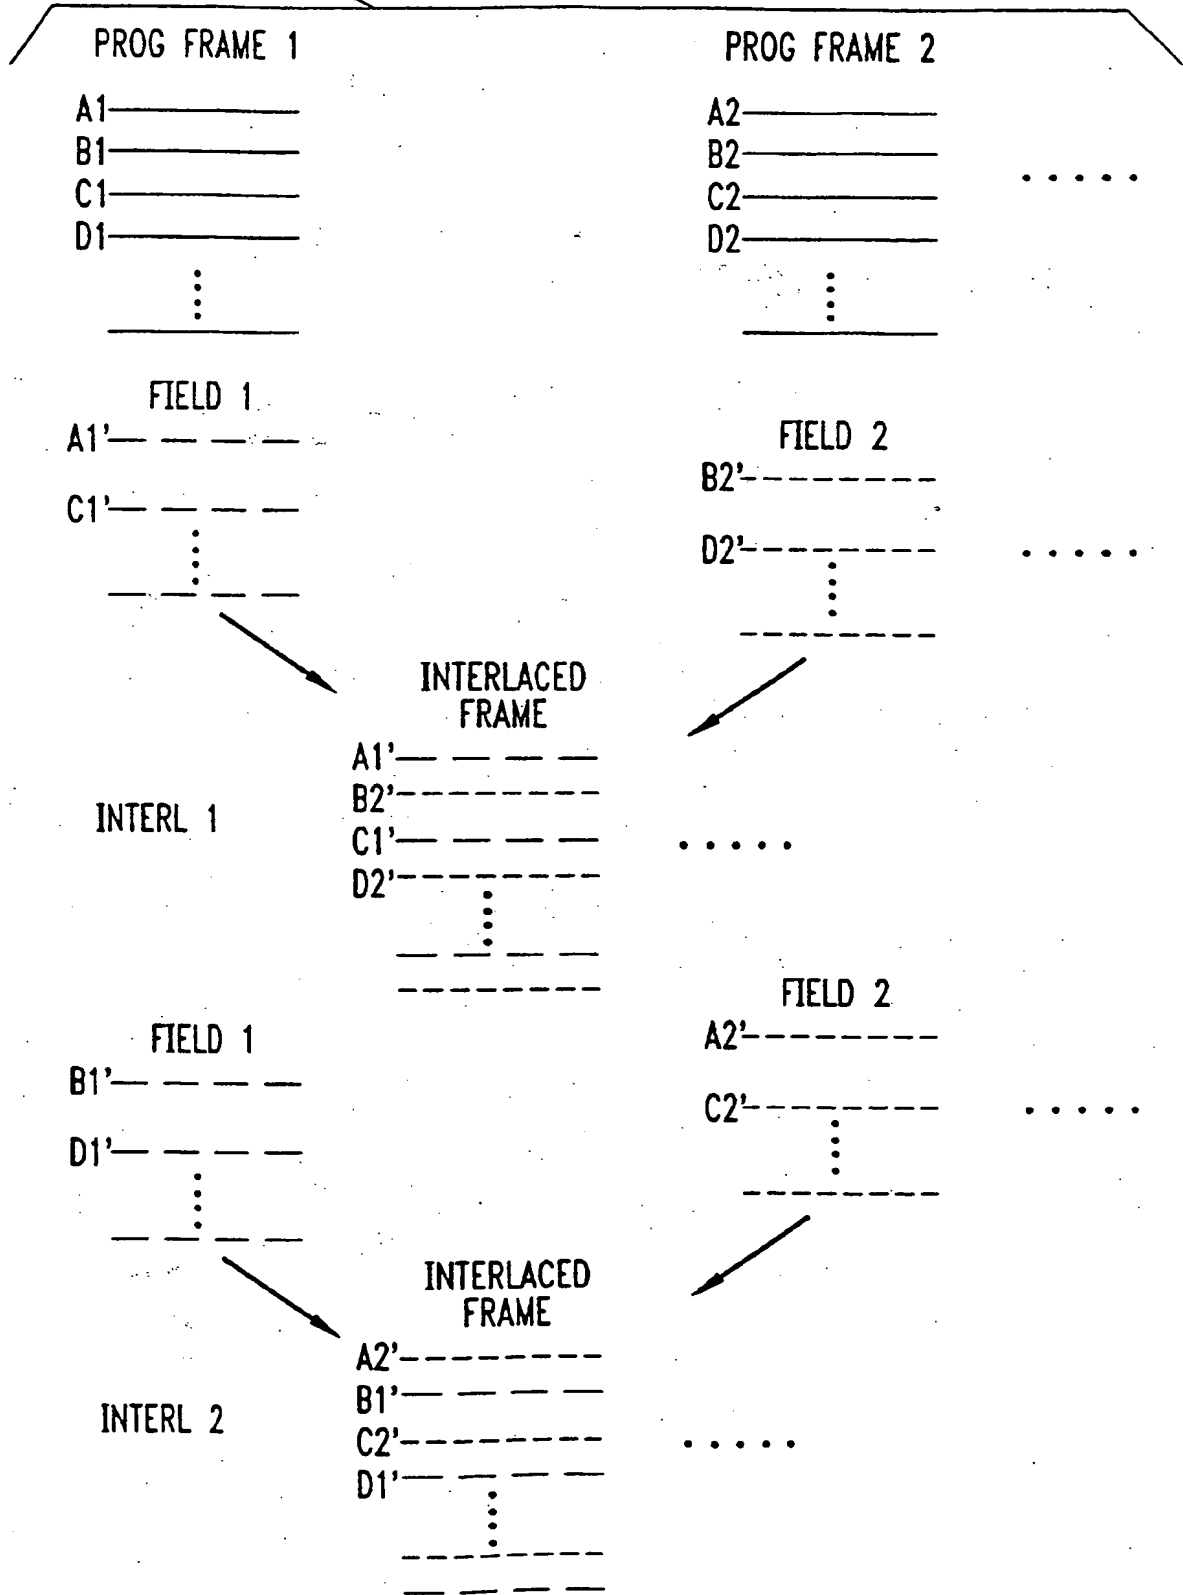 PROG FRAME 1
A1
B1
C1
D1
PROG FRAME 2
A2
B2
C2
D2
FIELD 1
A1'
C1'
FIELD 2
B2'
D2'
INTERLACED
FRAME
INTERL 1
A1'
B2'
C1'
D2'
FIELD 1
B1'
D1'
FIELD 2
A2'
C2'
INTERLACED
FRAME
INTERL 2
A2'
B1'
C2'
D1'